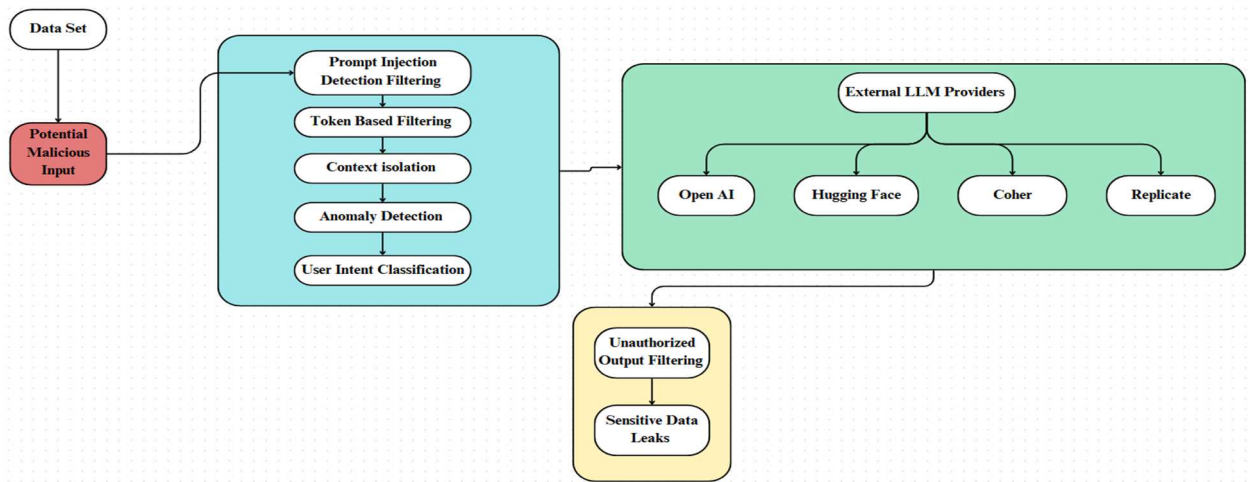 Data Set
Potential
Malicious
Input
Prompt Injection
Detection Filtering
Token Based Filtering
Context isolation
Anomaly Detection
User Intent Classification
External LLM Providers
Open AI
Hugging Face
Coher
Replicate
Unauthorized
Output Filtering
Sensitive Data
Leaks